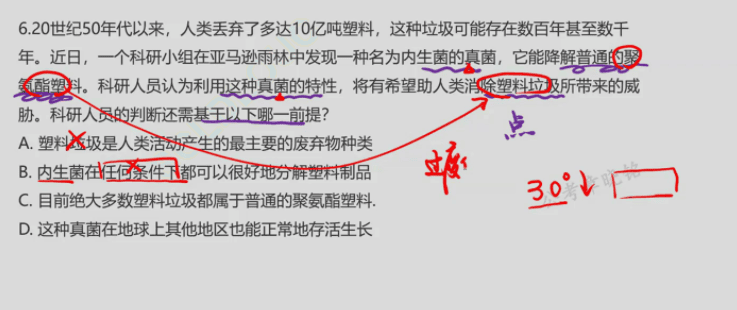 6.20世纪50年代以来，人类丢弃了多达10亿吨塑料，这种垃圾可能存在数百年甚至数千
年。近日，一个科研小组在亚马逊雨林中发现一种名为内生菌的真菌，它能降解普通的聚
氨酯塑料。科研人员认为利用这种真菌的特性，将有希望助人类消除塑料垃圾所带来的威
胁。科研人员的判断还需基于以下哪一前提？
点
A. 塑料垃圾是人类活动产生的最主要的废弃物种类
B. 内生菌在任何条件下都可以很好地分解塑料制品
过度
30°↓
C. 目前绝大多数塑料垃圾都属于普通的聚氨酯塑料.
D. 这种真菌在地球上其他地区也能正常地存活生长